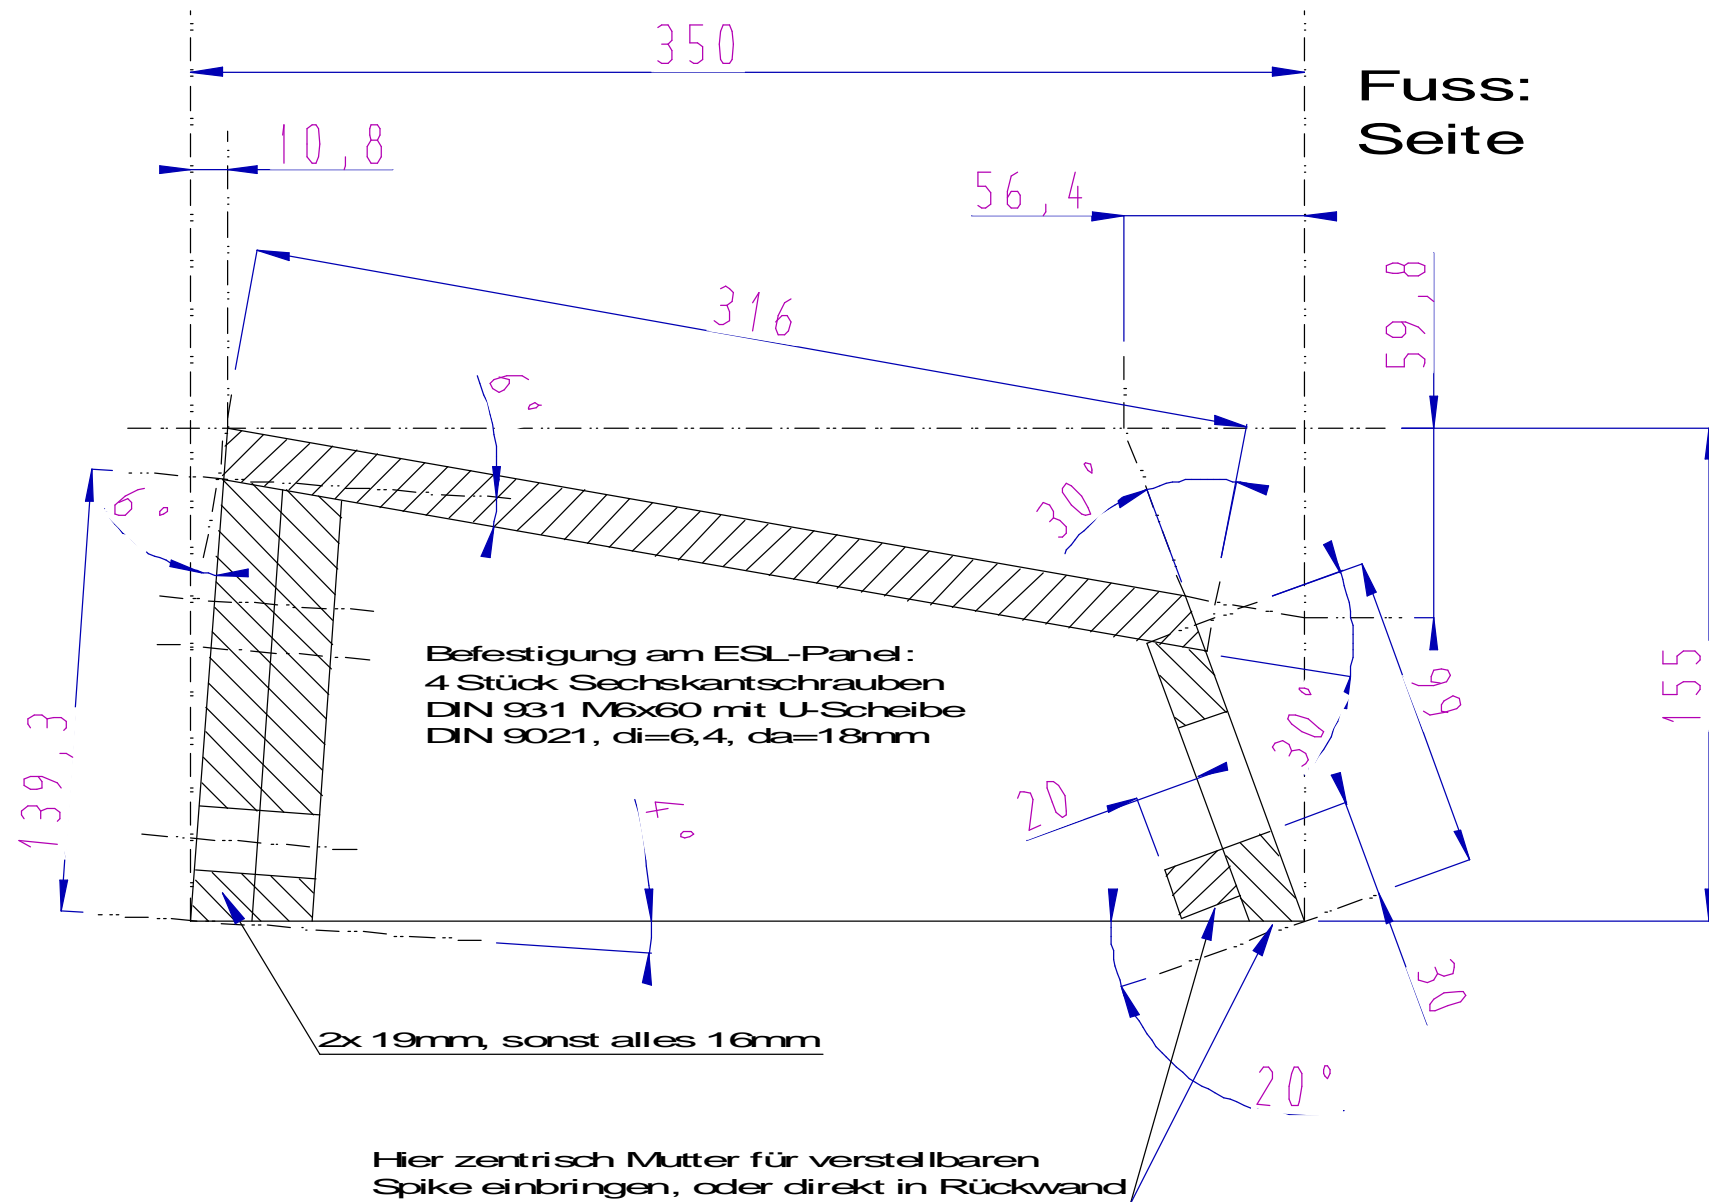 350
Fuss:
Seite
10,8
56,4
59,8
316
6°
30°
6°
Befestigung am ESL-Panel:
4 Stück Sechskantschrauben
DIN 931 M6x60 mit U-Scheibe
DIN 9021, di=6,4, da=18mm
155
69
30°
139,3
20
4°
30
2x 19mm, sonst alles 16mm
20°
Hier zentrisch Mutter für verstellbaren
Spike einbringen, oder direkt in Rückwand